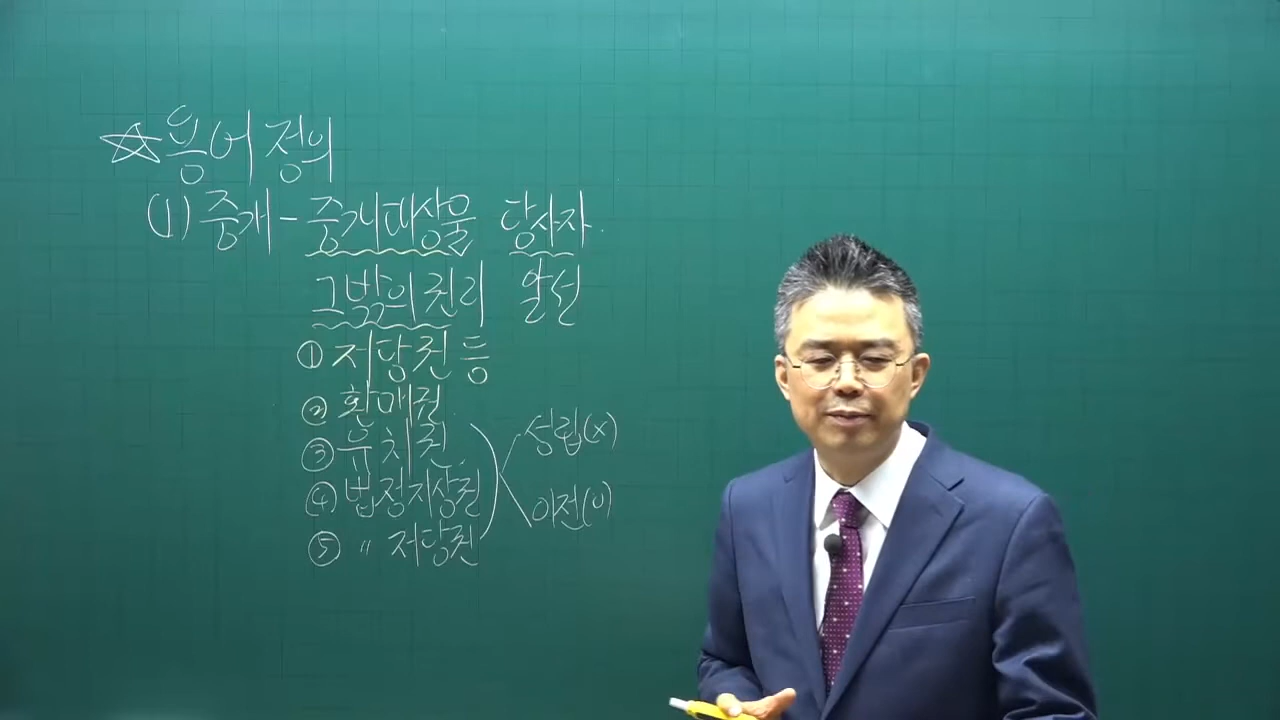 ☆용어정의
(1) 중개 - 중개대상물 당사자.
그밖의 권리 알선
① 저당권 등
② 환매권
③ 유치권
④ 법정지상권
⑤ 〃 저당권
성립(x)
이전(o)